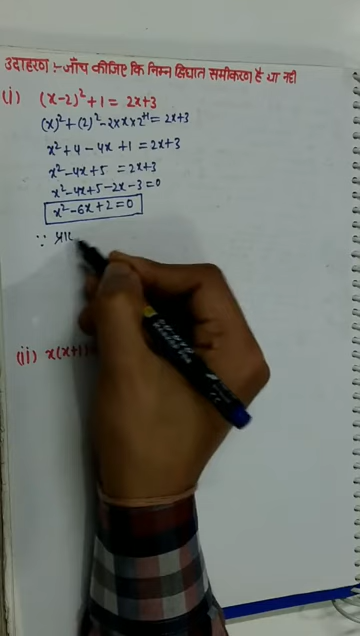 उदाहरण :- जाँच कीजिए कि निम्न द्विघात समीकरण है या नहीं
(i) (x-2)² + 1 = 2x+3
(x)² + (2)² - 2×x×2+1 = 2x+3
x² + 4 - 4x + 1 = 2x+3
x² - 4x + 5 = 2x+3
x² - 4x + 5 - 2x - 3 = 0
x² - 6x + 2 = 0
∵ प्रा
(ii) x(x+1)